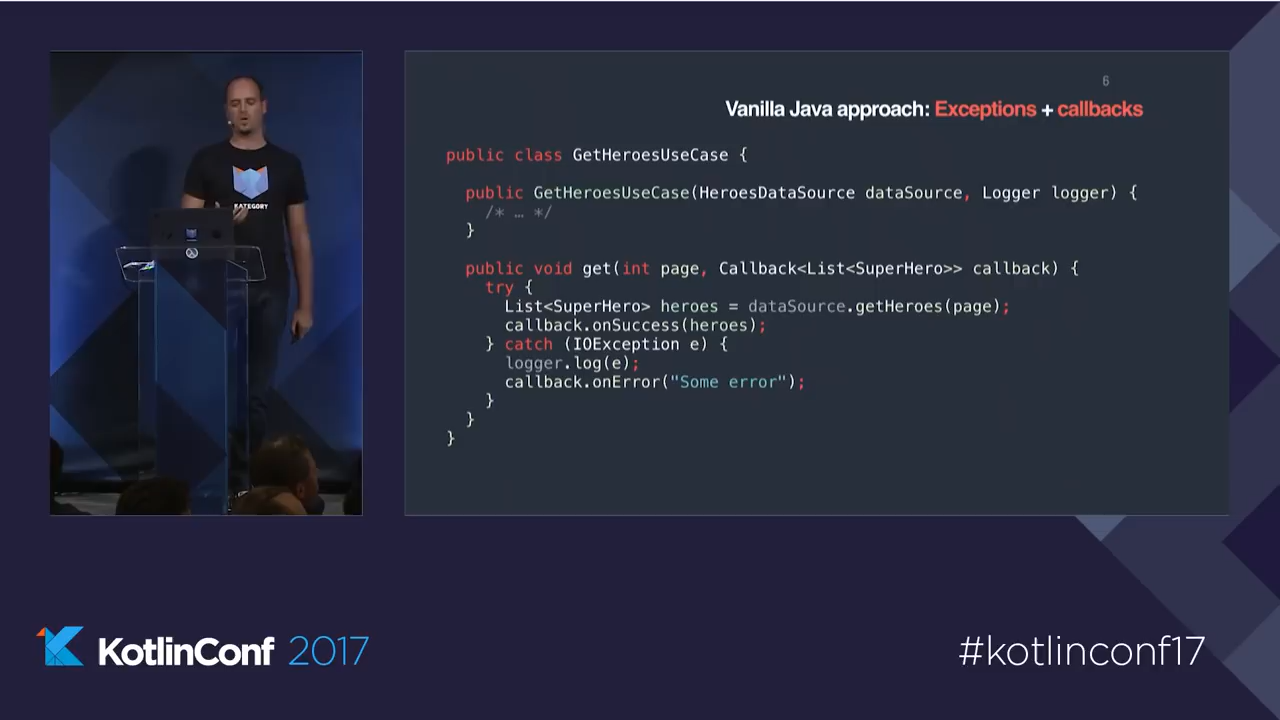 KATEGORY
6
Vanilla Java approach: Exceptions + callbacks
public class GetHeroesUseCase {
public GetHeroesUseCase(HeroesDataSource dataSource, Logger logger) {
/* … */
}
public void get(int page, Callback<List<SuperHero>> callback) {
try {
List<SuperHero> heroes = dataSource.getHeroes(page);
callback.onSuccess(heroes);
} catch (IOException e) {
logger.log(e);
callback.onError("Some error");
}
}
}
KotlinConf 2017
#kotlinconf17